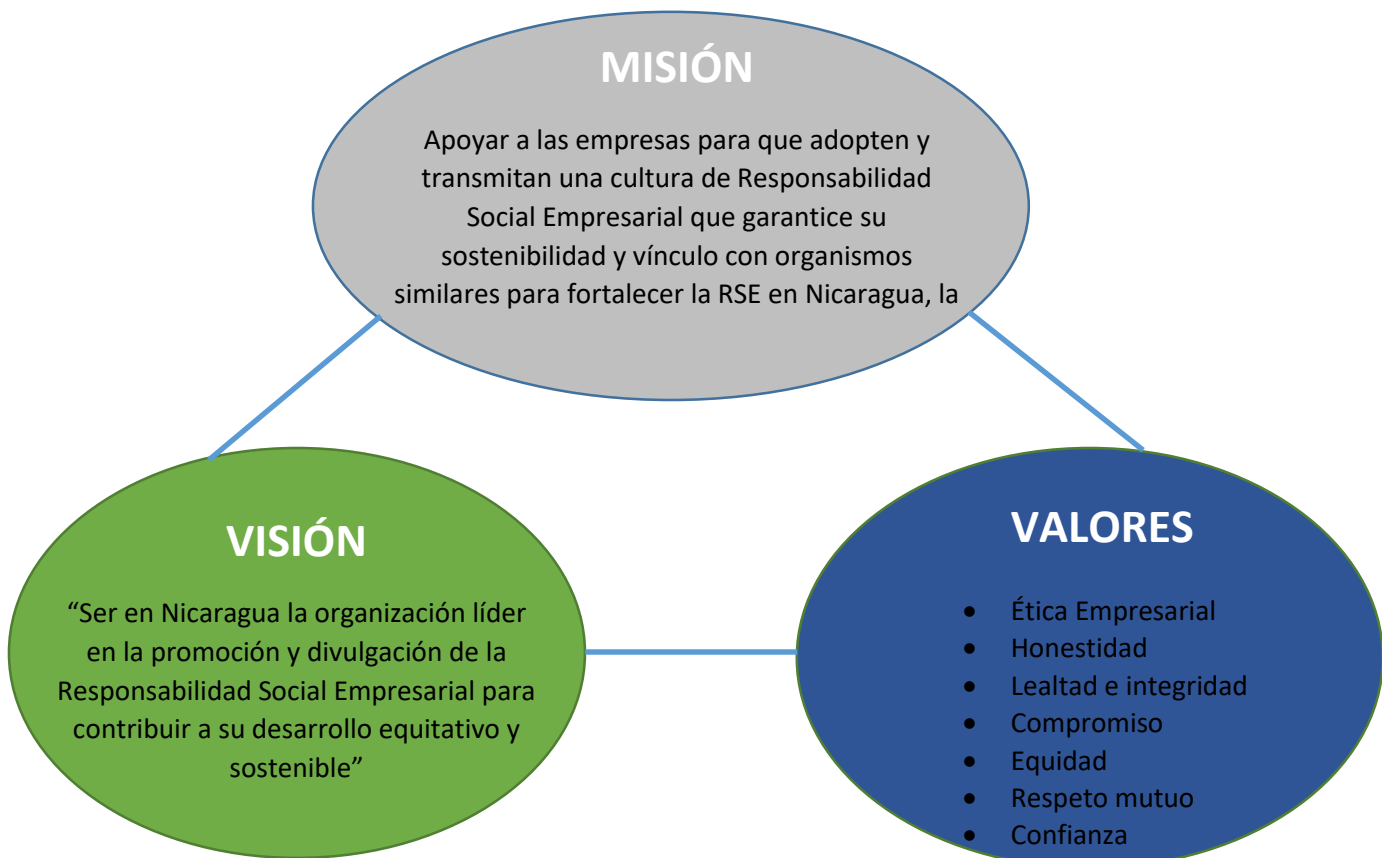 MISIÓN
Apoyar a las empresas para que adopten y
transmitan una cultura de Responsabilidad
Social Empresarial que garantice su
sostenibilidad y vínculo con organismos
similares para fortalecer la RSE en Nicaragua, la
VISIÓN
“Ser en Nicaragua la organización líder
en la promoción y divulgación de la
Responsabilidad Social Empresarial para
contribuir a su desarrollo equitativo y
sostenible”
VALORES
• Ética Empresarial
• Honestidad
• Lealtad e integridad
• Compromiso
• Equidad
• Respeto mutuo
• Confianza